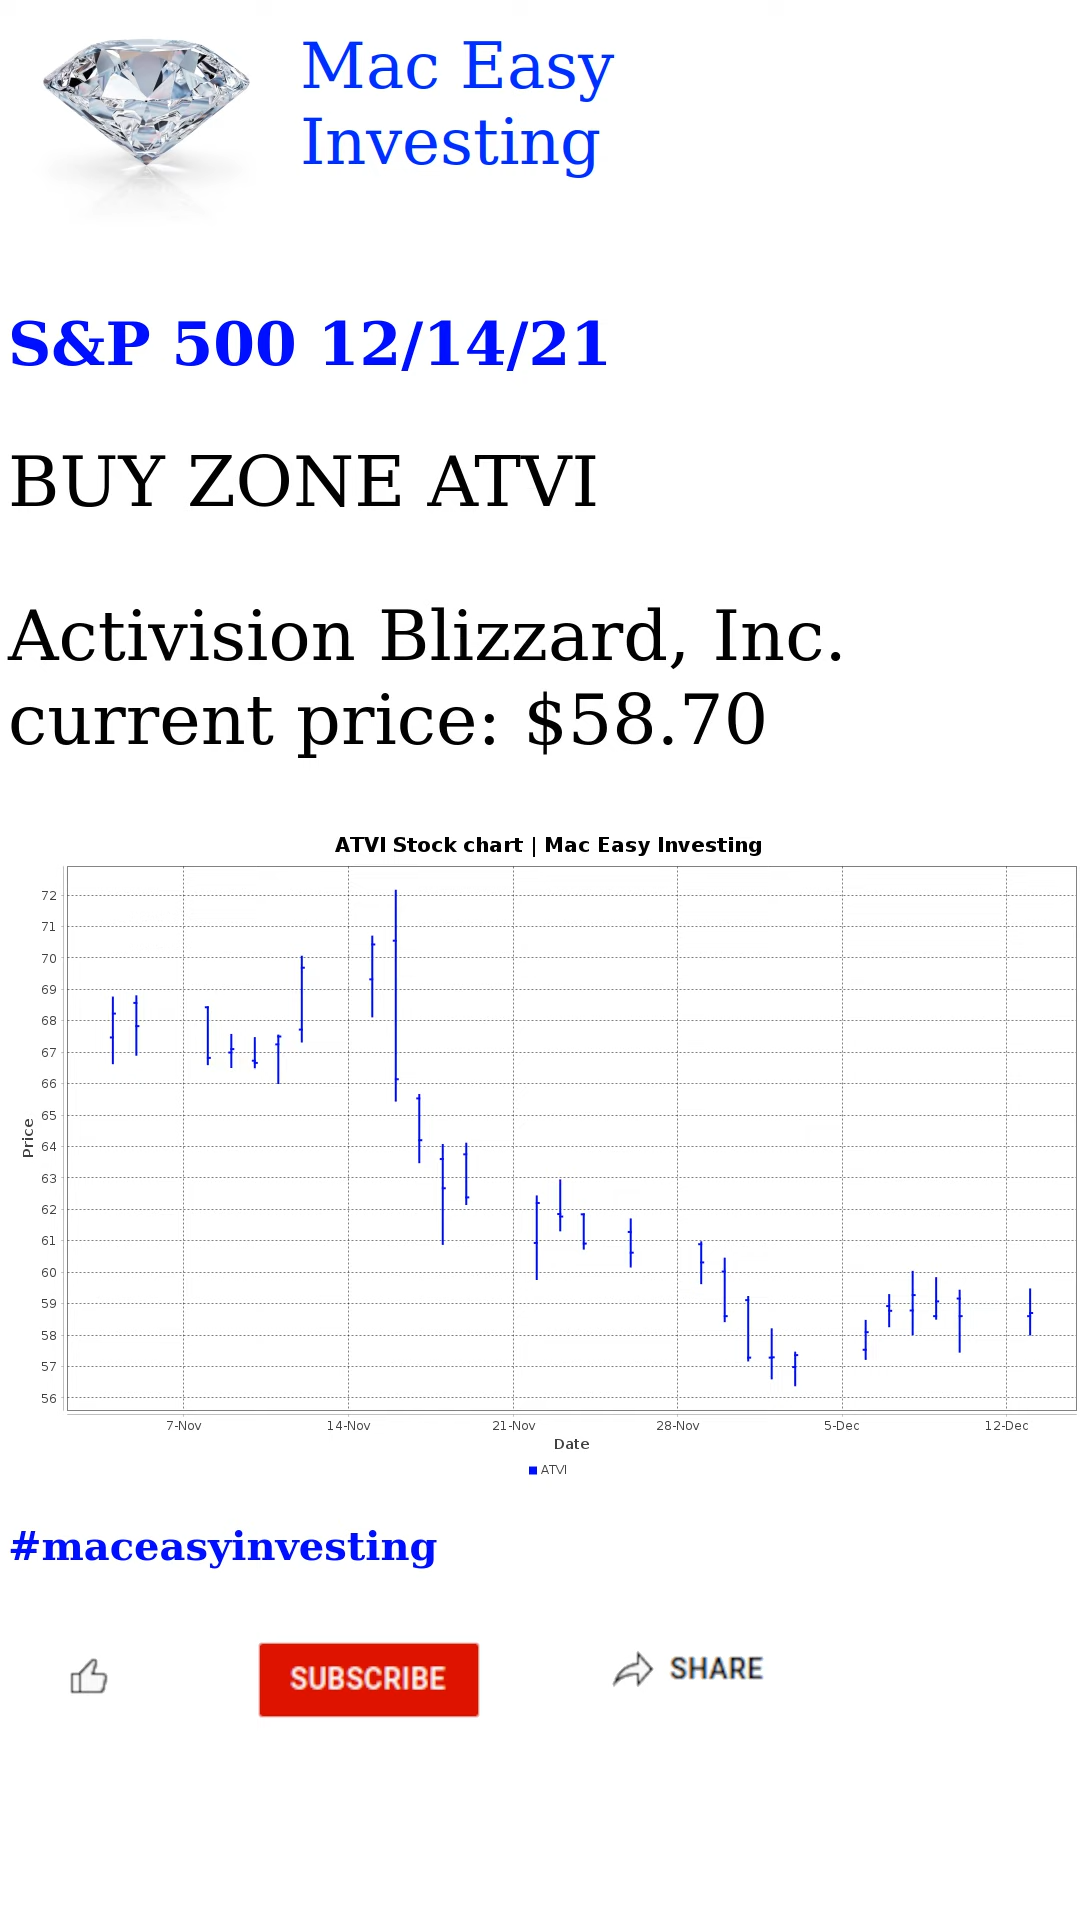 Mac Easy
Investing
S&P 500 12/14/21
BUY ZONE ATVI
Activision Blizzard, Inc.
current price: $58.70
ATVI Stock chart | Mac Easy Investing
72
71
70
69
68
67
66
65
64
63
62
61
60
59
58
57
56
Price
7-Nov 14-Nov 21-Nov 28-Nov 5-Dec 12-Dec
Date
ATVI
#maceasyinvesting
SUBSCRIBE SHARE